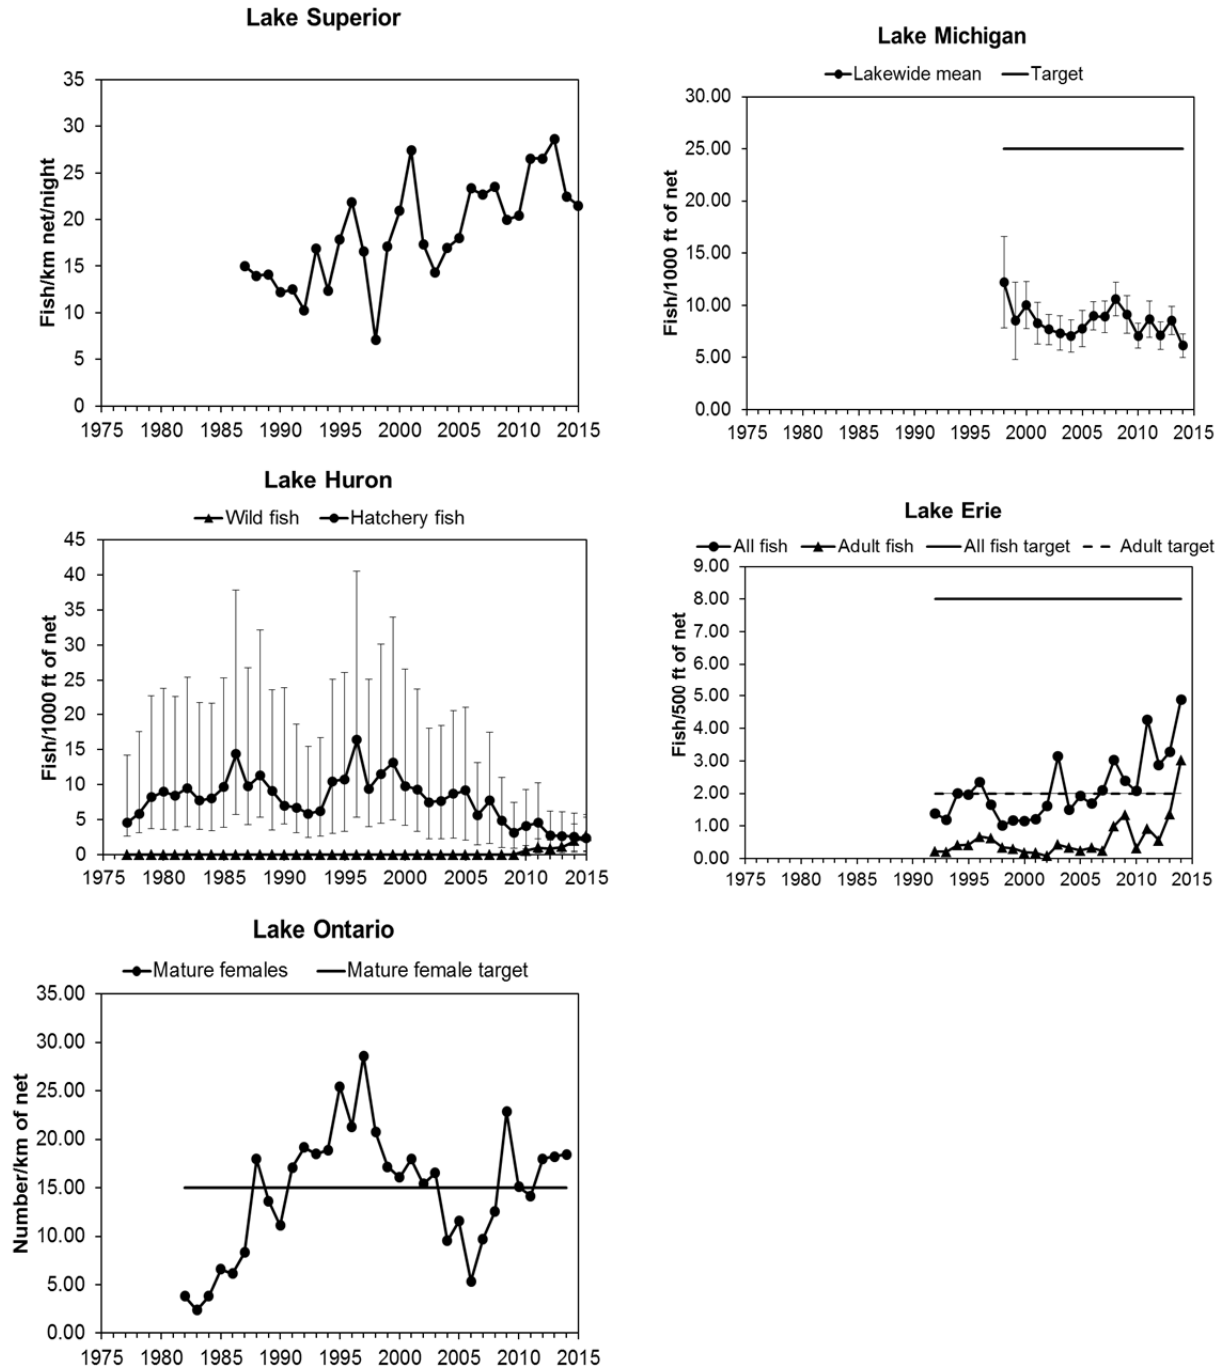 Lake Superior
Fish/km net/night
35
30
25
20
15
10
5
0
1975 1980 1985 1990 1995 2000 2005 2010 2015
Lake Michigan
Lakewide mean Target
Fish/1000 ft of net
30.00
25.00
20.00
15.00
10.00
5.00
0.00
1975 1980 1985 1990 1995 2000 2005 2010 2015
Lake Huron
Wild fish Hatchery fish
Fish/1000 ft of net
45
40
35
30
25
20
15
10
5
0
1975 1980 1985 1990 1995 2000 2005 2010 2015
Lake Erie
All fish Adult fish All fish target Adult target
Fish/500 ft of net
9.00
8.00
7.00
6.00
5.00
4.00
3.00
2.00
1.00
0.00
1975 1980 1985 1990 1995 2000 2005 2010 2015
Lake Ontario
Mature females Mature female target
Number/km of net
35.00
30.00
25.00
20.00
15.00
10.00
5.00
0.00
1975 1980 1985 1990 1995 2000 2005 2010 2015